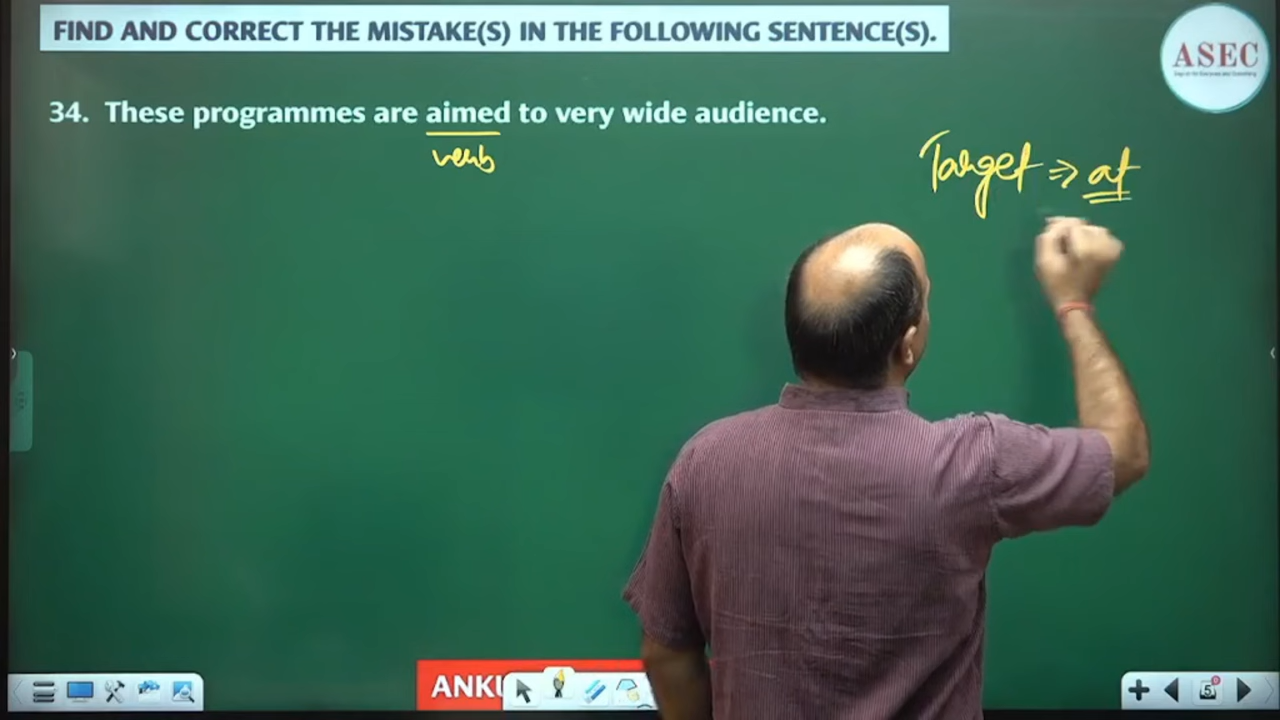 FIND AND CORRECT THE MISTAKE(S) IN THE FOLLOWING SENTENCE(S).
ASEC
34. These programmes are aimed to very wide audience.
verb
Target ⇒ at
ANKU